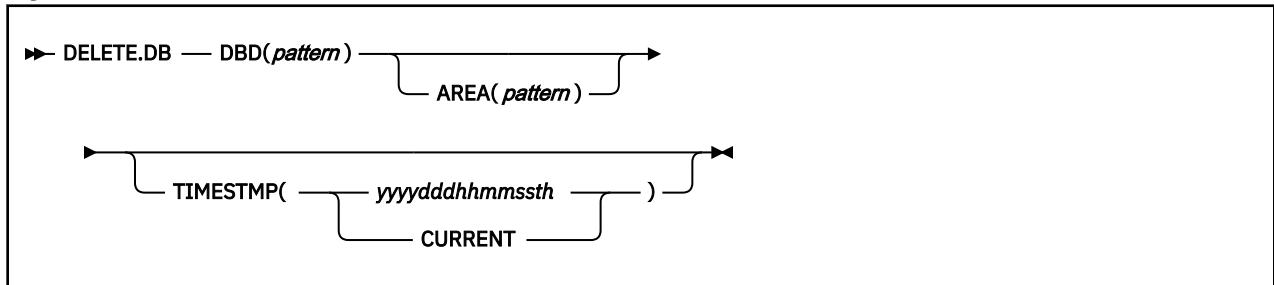 DELETE.DB DBD(pattern)
AREA(pattern)
TIMESTMP( yyyydddhhmmssth )
CURRENT